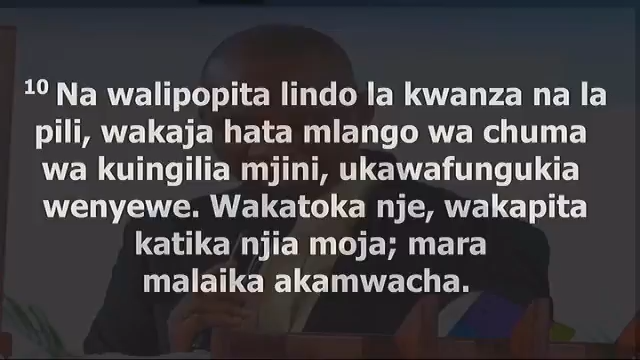 10 Na walipopita lindo la kwanza na la
pili, wakaja hata mlango wa chuma
wa kuingilia mjini, ukawafungukia
wenyewe. Wakatoka nje, wakapita
katika njia moja; mara
malaika akamwacha.